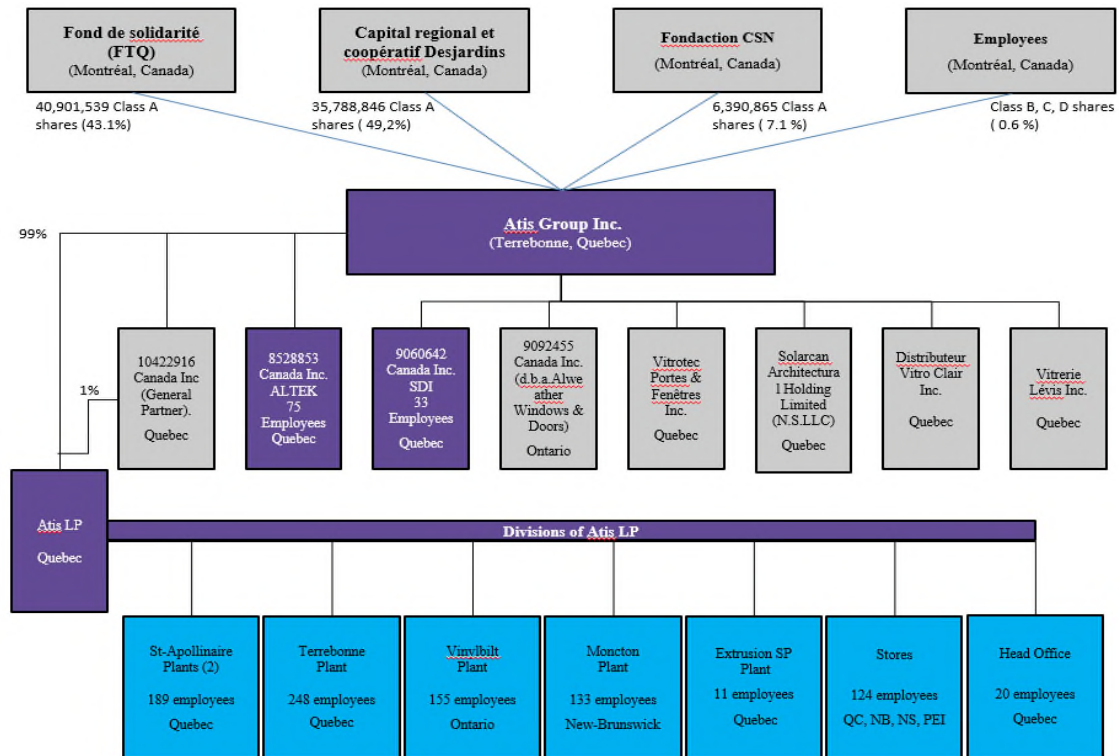 Fond de solidarité
(FTQ)
(Montréal, Canada)
Capital regional et
coopératif Desjardins
(Montréal, Canada)
Fondaction CSN
(Montréal, Canada)
Employees
(Montréal, Canada)
40,901,539 Class A
shares (43.1%)
35,788,846 Class A
shares ( 49,2%)
6,390,865 Class A
shares ( 7.1 %)
Class B, C, D shares
( 0.6 %)
Atis Group Inc.
(Terrebonne, Quebec)
99%
1%
10422916
Canada Inc
(General
Partner).
Quebec
8528853
Canada Inc.
ALTEK
75
Employees
Quebec
9060642
Canada Inc.
SDI
33
Employees
Quebec
9092455
Canada Inc.
(d.b.a.Alwe
ather
Windows &
Doors)
Ontario
Vitrotec
Portes &
Fenêtres
Inc.
Quebec
Solarcan
Architectura
l Holding
Limited
(N.S.LLC)
Quebec
Distributeur
Vitro Clair
Inc.
Quebec
Vitrerie
Lévis Inc.
Quebec
Atis LP
Quebec
Divisions of Atis LP
St-Apollinaire
Plants (2)
189 employees
Quebec
Terrebonne
Plant
248 employees
Quebec
Vinylbilt
Plant
155 employees
Ontario
Moncton
Plant
133 employees
New-Brunswick
Extrusion SP
Plant
11 employees
Quebec
Stores
124 employees
QC, NB, NS, PEI
Head Office
20 employees
Quebec